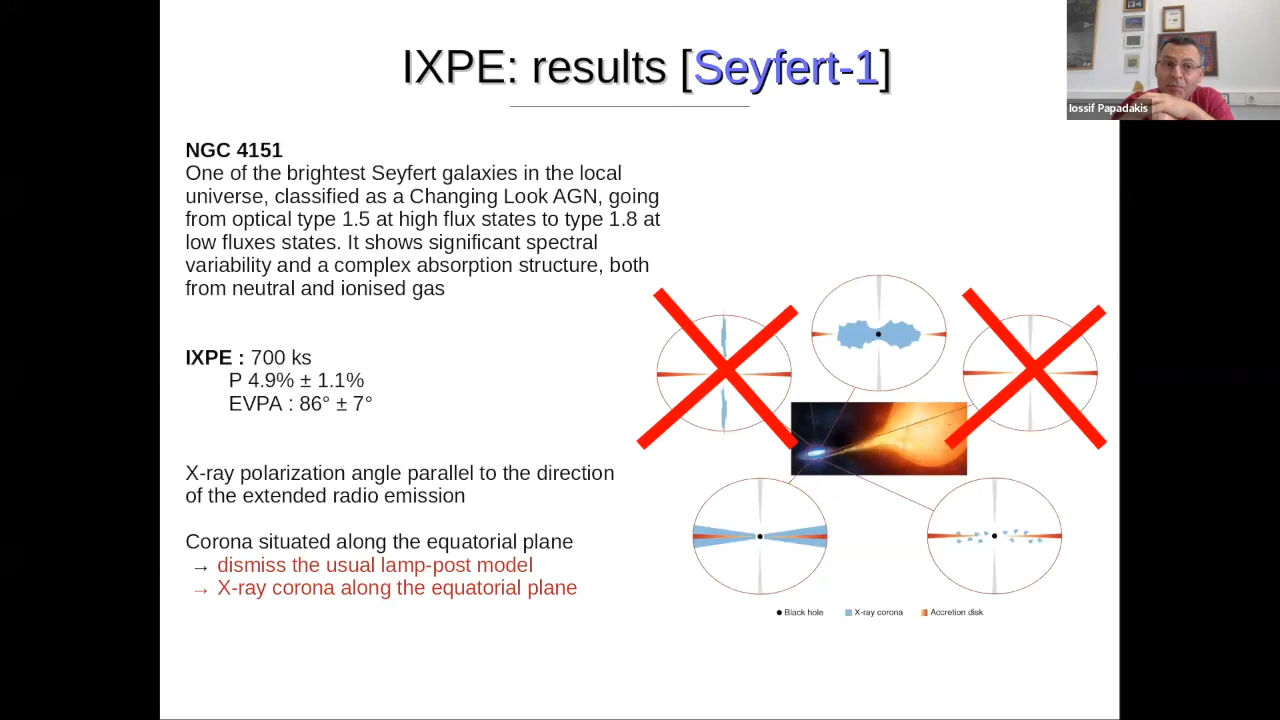 IXPE: results [Seyfert-1]
Iossif Papadakis
NGC 4151
One of the brightest Seyfert galaxies in the local
universe, classified as a Changing Look AGN, going
from optical type 1.5 at high flux states to type 1.8 at
low fluxes states. It shows significant spectral
variability and a complex absorption structure, both
from neutral and ionised gas
IXPE : 700 ks
P 4.9% ± 1.1%
EVPA : 86° ± 7°
X-ray polarization angle parallel to the direction
of the extended radio emission
Corona situated along the equatorial plane
→ dismiss the usual lamp-post model
→ X-ray corona along the equatorial plane
Black hole X-ray corona Accretion disk